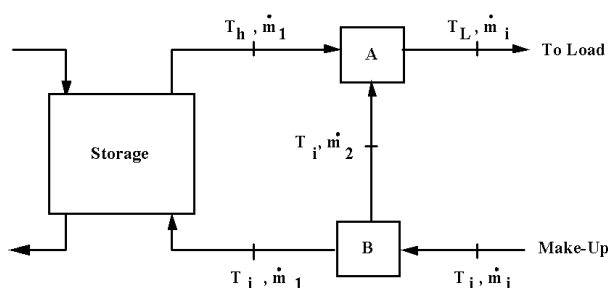 T_h , ṁ_1
T_L , ṁ_i
A
To Load
Storage
T_i, ṁ_2
B
Make-Up
T_i , ṁ_1
T_i , ṁ_i